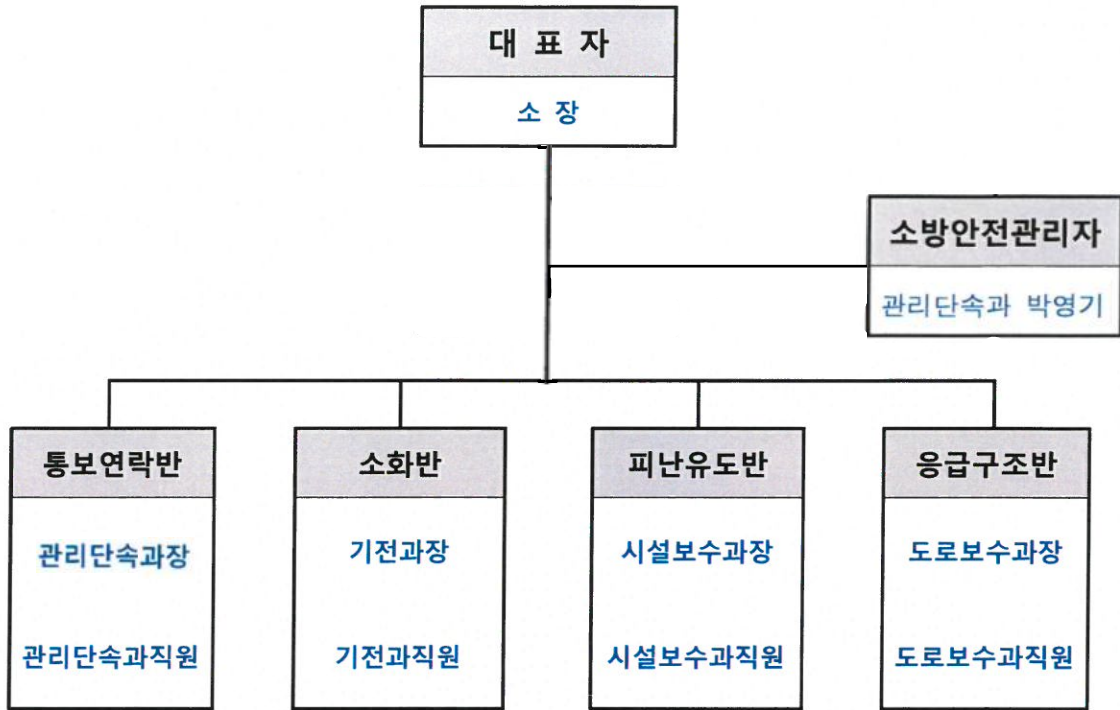 대 표 자
소 장
소방안전관리자
관리단속과 박영기
통보연락반
관리단속과장
관리단속과직원
소화반
기전과장
기전과직원
피난유도반
시설보수과장
시설보수과직원
응급구조반
도로보수과장
도로보수과직원